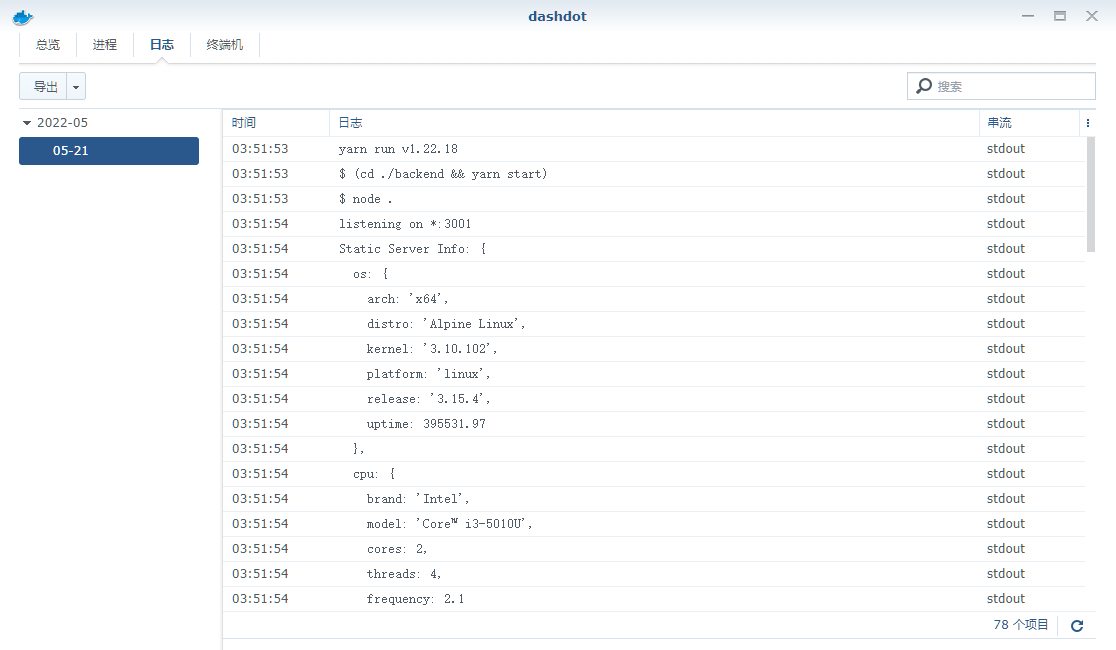 dashdot
总览 进程 日志 终端机
导出 搜索
2022-05
05-21
时间 日志 串流
03:51:53 yarn run v1.22.18 stdout
03:51:53 $ (cd ./backend && yarn start) stdout
03:51:53 $ node . stdout
03:51:54 listening on *:3001 stdout
03:51:54 Static Server Info: { stdout
03:51:54 os: { stdout
03:51:54 arch: 'x64', stdout
03:51:54 distro: 'Alpine Linux', stdout
03:51:54 kernel: '3.10.102', stdout
03:51:54 platform: 'linux', stdout
03:51:54 release: '3.15.4', stdout
03:51:54 uptime: 395531.97 stdout
03:51:54 }, stdout
03:51:54 cpu: { stdout
03:51:54 brand: 'Intel', stdout
03:51:54 model: 'Core™ i3-5010U', stdout
03:51:54 cores: 2, stdout
03:51:54 threads: 4, stdout
03:51:54 frequency: 2.1 stdout
78 个项目